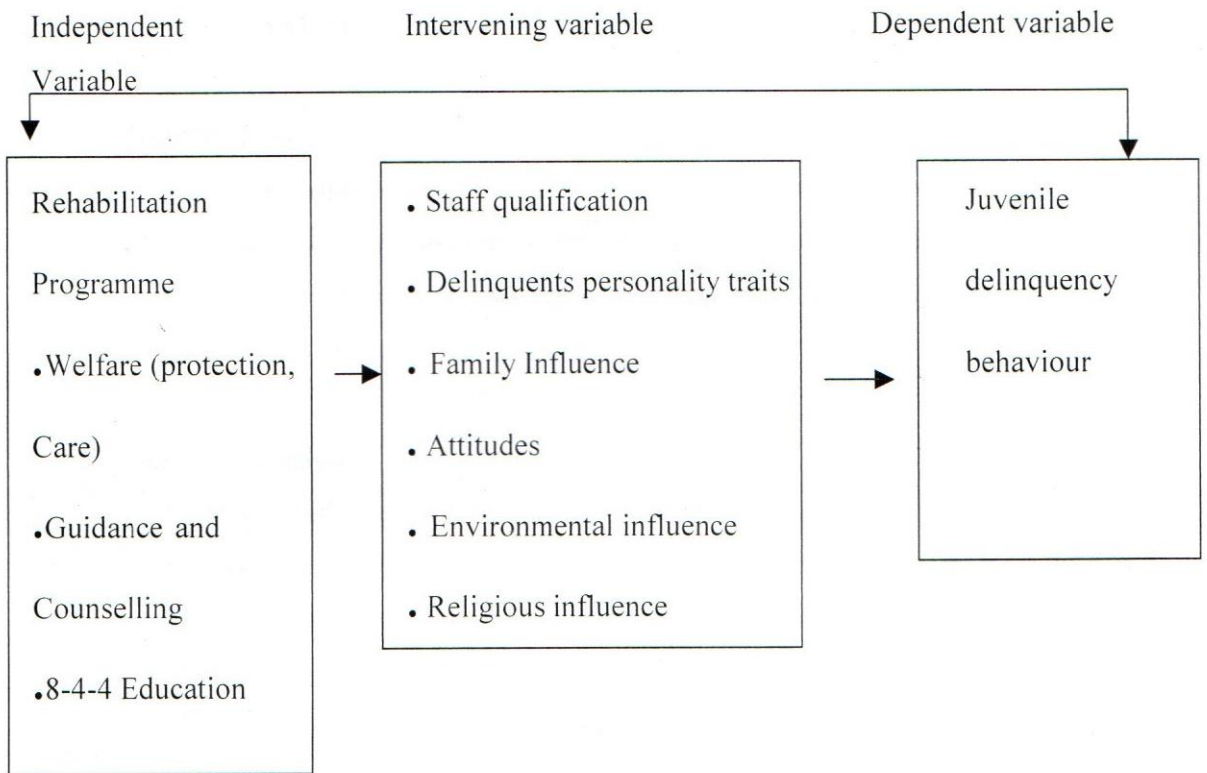 Independent
Variable
Intervening variable
Dependent variable
Rehabilitation
Programme
.Welfare (protection,
Care)
.Guidance and
Counselling
.8-4-4 Education
. Staff qualification
. Delinquents personality traits
. Family Influence
. Attitudes
. Environmental influence
. Religious influence
Juvenile
delinquency
behaviour